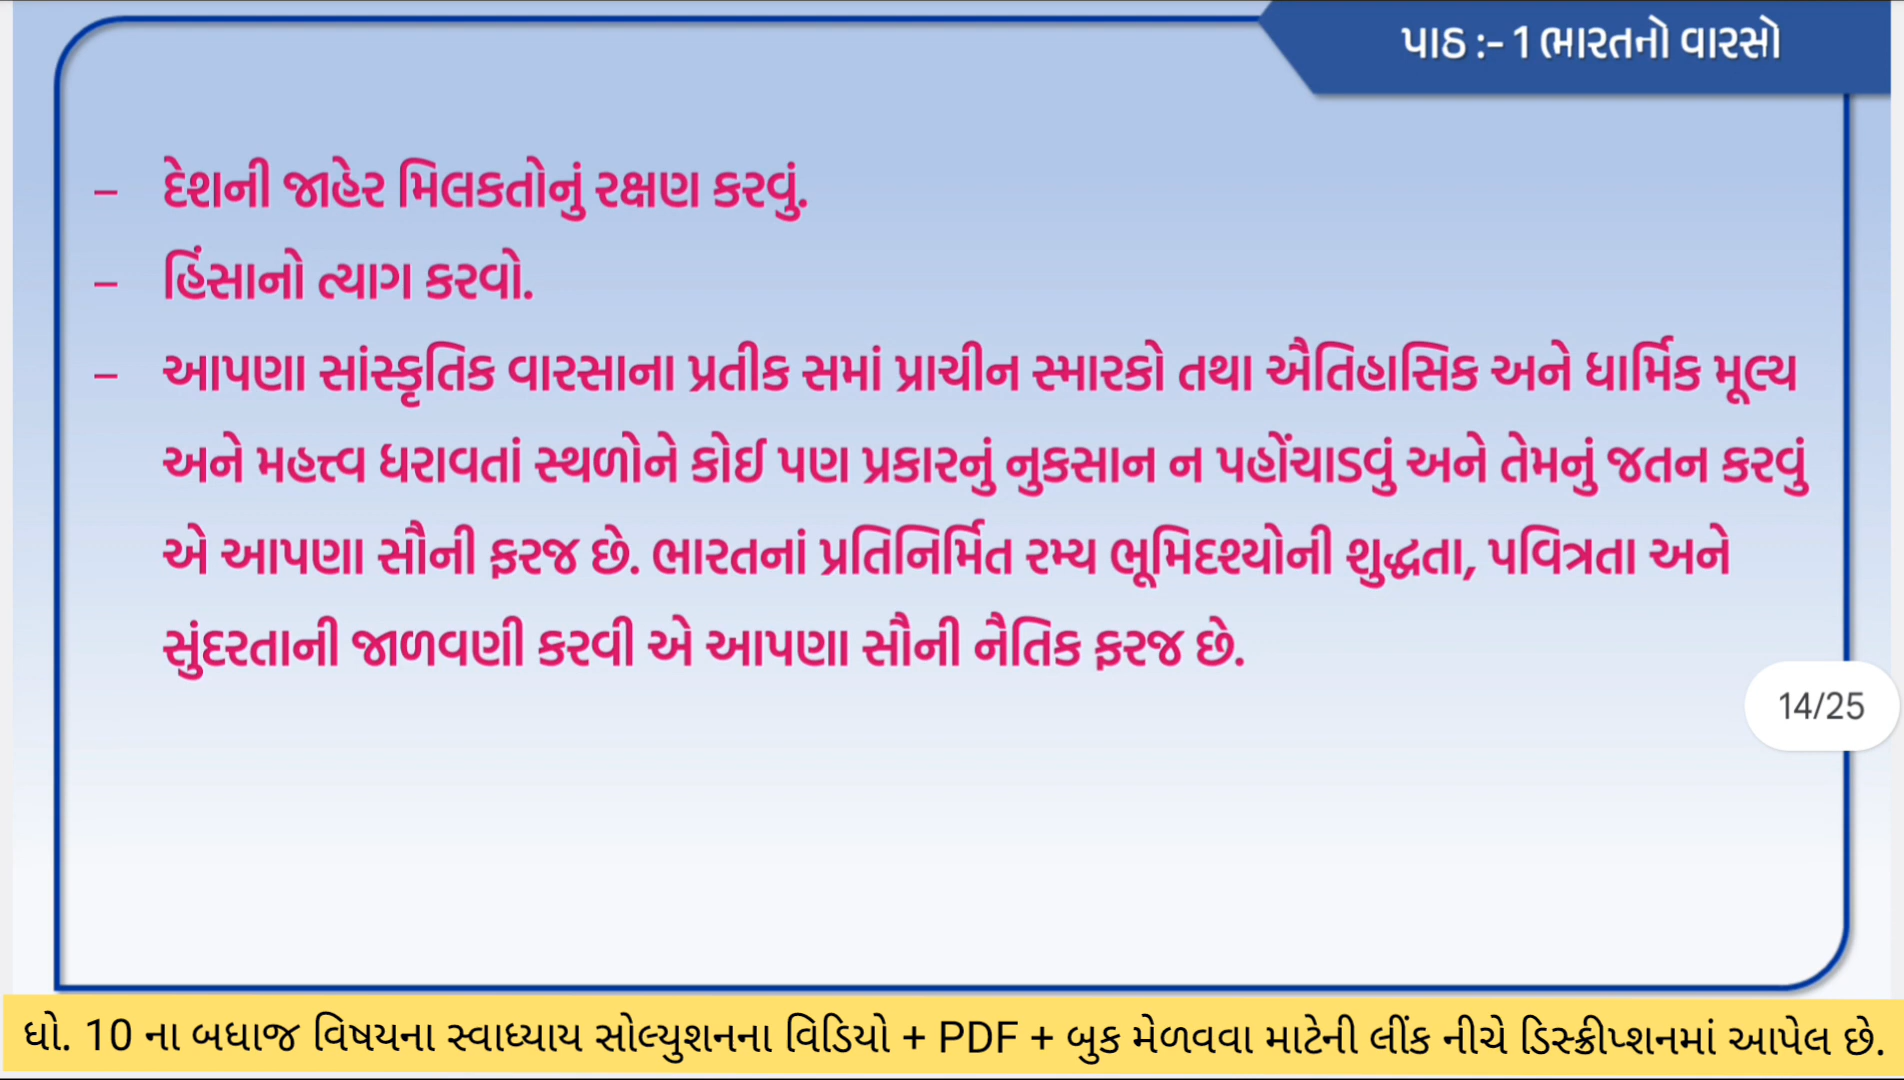 પાઠ :- 1 ભારતનો વારસો
– દેશની જાહેર મિલકતોનું રક્ષણ કરવું.
– હિંસાનો ત્યાગ કરવો.
– આપણા સાંસ્કૃતિક વારસાના પ્રતીક સમાં પ્રાચીન સ્મારકો તથા ઐતિહાસિક અને ધાર્મિક મૂલ્ય
અને મહત્ત્વ ધરાવતાં સ્થળોને કોઈ પણ પ્રકારનું નુકસાન ન પહોંચાડવું અને તેમનું જતન કરવું
એ આપણા સૌની ફરજ છે. ભારતનાં પ્રતિનિર્મિત રમ્ય ભૂમિદશ્યોની શુદ્ધતા, પવિત્રતા અને
સુંદરતાની જાળવણી કરવી એ આપણા સૌની નૈતિક ફરજ છે.
14/25
ધો. 10 ના બધાજ વિષયના સ્વાધ્યાય સોલ્યુશનના વિડિયો + PDF + બુક મેળવવા માટેની લીંક નીચે ડિસ્ક્રીપ્શનમાં આપેલ છે.